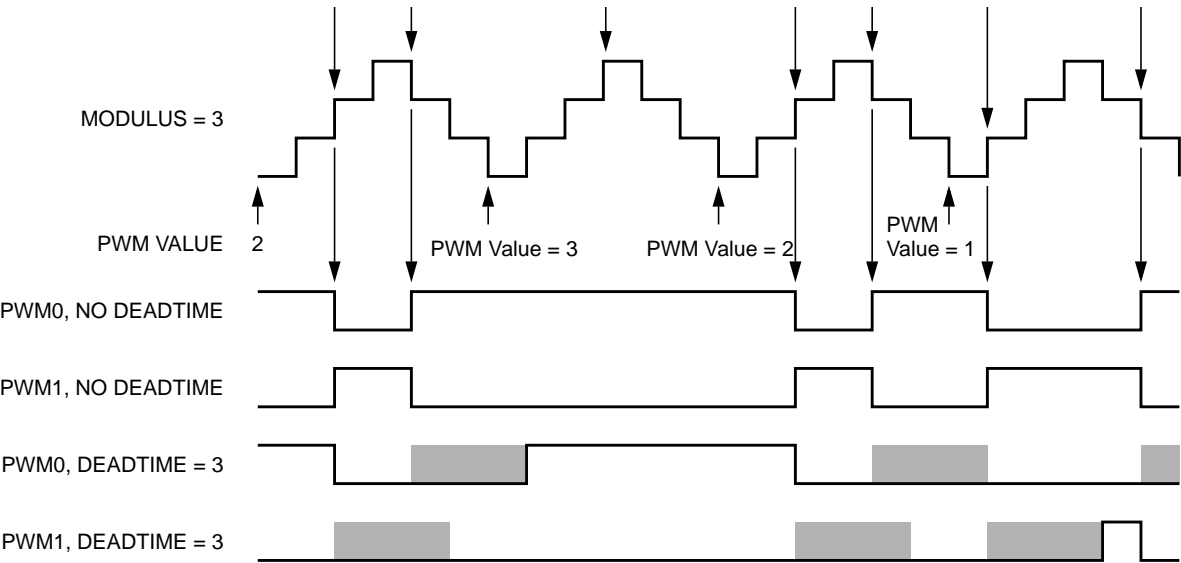 MODULUS = 3
PWM VALUE 2
PWM Value = 3
PWM Value = 2
PWM
Value = 1
PWM0, NO DEADTIME
PWM1, NO DEADTIME
PWM0, DEADTIME = 3
PWM1, DEADTIME = 3